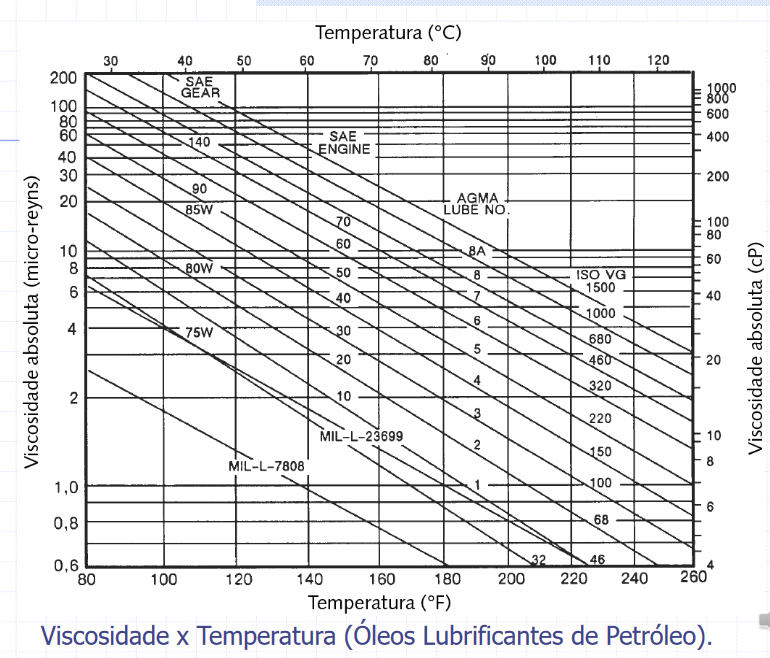 Temperatura (°C)
30 40 50 60 70 80 90 100 110 120
200
100
80
60
40
30
20
10
8
6
4
2
1,0
0,8
0,6
Viscosidade absoluta (micro-reyns)
SAE
GEAR
140
90
85W
80W
75W
SAE
ENGINE
70
60
50
40
30
20
10
MIL-L-23699
MIL-L-7808
AGMA
LUBE NO.
8A
8
7
6
5
4
3
2
1
ISO VG
1500
1000
680
460
320
220
150
100
68
46
32
1000
800
600
400
200
100
80
60
40
20
10
8
6
4
Viscosidade absoluta (cP)
80 100 120 140 160 180 200 220 240 260
Temperatura (°F)
Viscosidade x Temperatura (Óleos Lubrificantes de Petróleo).